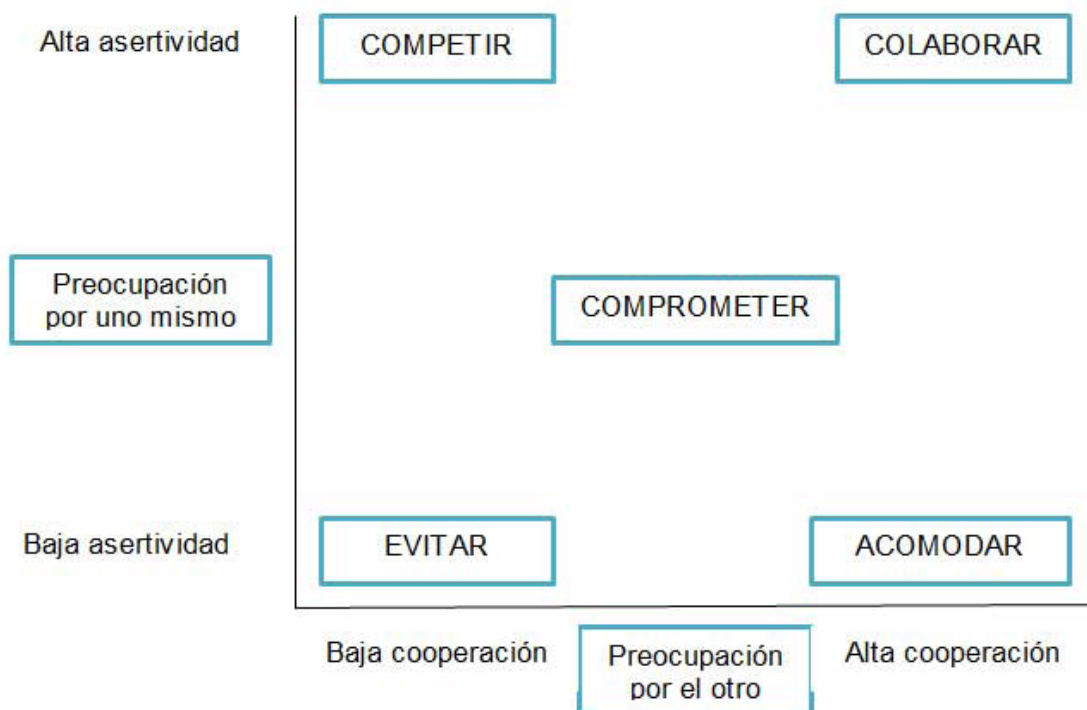 Alta asertividad
COMPETIR
COLABORAR
Preocupación
por uno mismo
COMPROMETER
Baja asertividad
EVITAR
ACOMODAR
Baja cooperación
Preocupación
por el otro
Alta cooperación